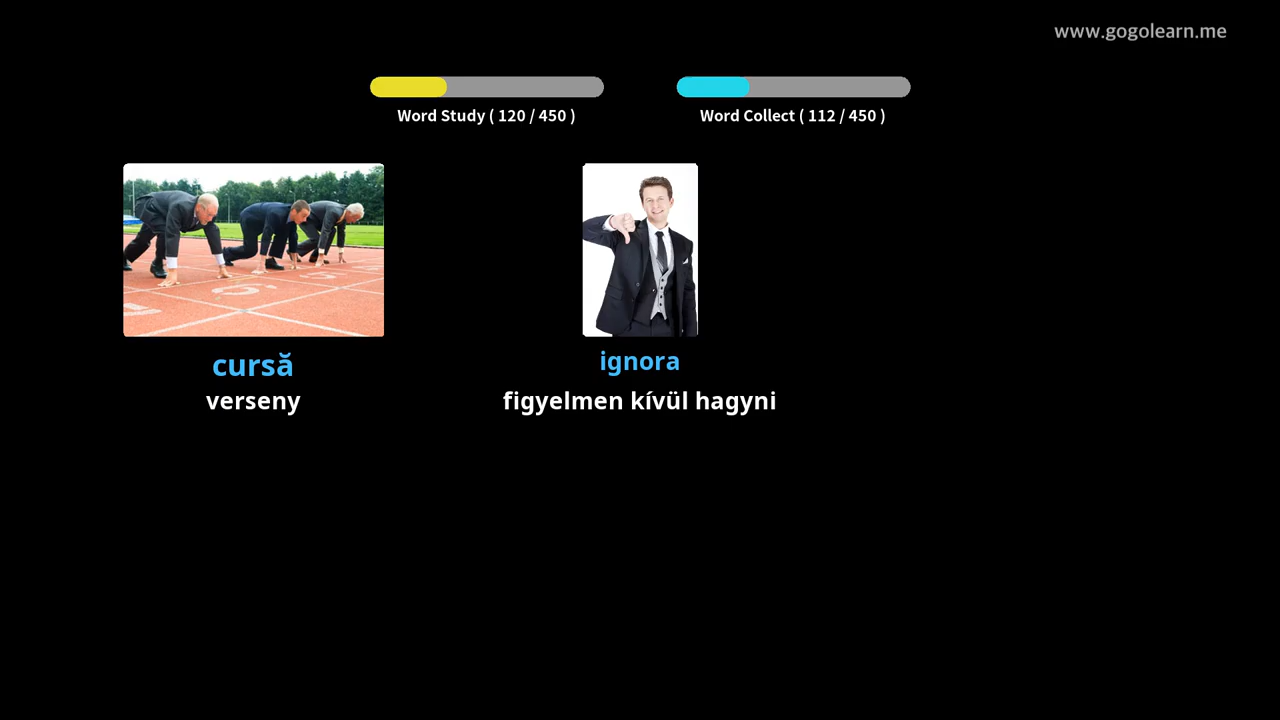 www.gogolearn.me
Word Study ( 120 / 450 )
Word Collect ( 112 / 450 )
cursă
verseny
ignora
figyelmen kívül hagyni